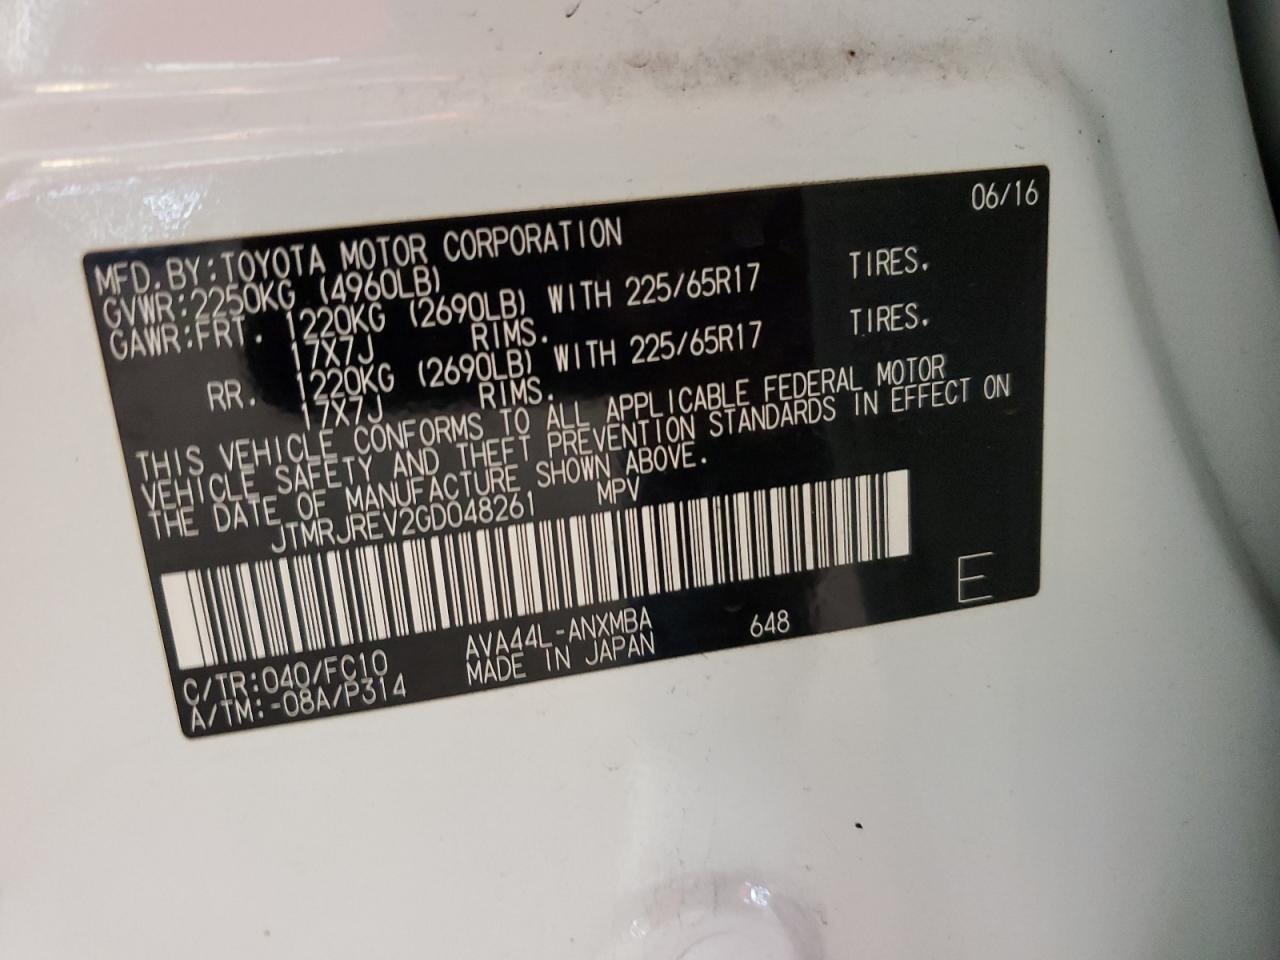 06/16
MFD. BY:TOYOTA MOTOR CORPORATION
GVWR:2250KG (4960LB)
GAWR:FRT. 1220KG (2690LB) WITH 225/65R17 TIRES.
17X7J RIMS.
RR. 1220KG (2690LB) WITH 225/65R17 TIRES.
17X7J RIMS.
THIS VEHICLE CONFORMS TO ALL APPLICABLE FEDERAL MOTOR
VEHICLE SAFETY AND THEFT PREVENTION STANDARDS IN EFFECT ON
THE DATE OF MANUFACTURE SHOWN ABOVE.
JTMRJREV2GD048261 MPV
E
C/TR:040/FC10 AVA44L-ANXMBA 648
A/TM:-08A/P314 MADE IN JAPAN